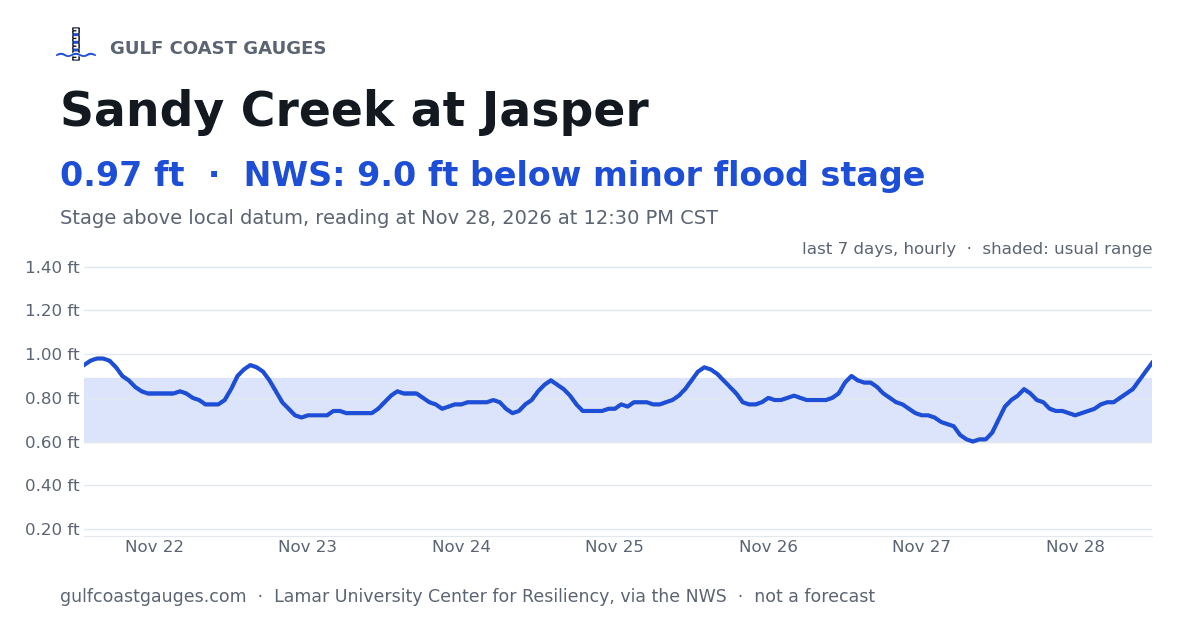 GULF COAST GAUGES
Sandy Creek at Jasper
0.97 ft · NWS: 9.0 ft below minor flood stage
Stage above local datum, reading at Nov 28, 2026 at 12:30 PM CST
last 7 days, hourly · shaded: usual range
1.40 ft
1.20 ft
1.00 ft
0.80 ft
0.60 ft
0.40 ft
0.20 ft
Nov 22 Nov 23 Nov 24 Nov 25 Nov 26 Nov 27 Nov 28
gulfcoastgauges.com · Lamar University Center for Resiliency, via the NWS · not a forecast